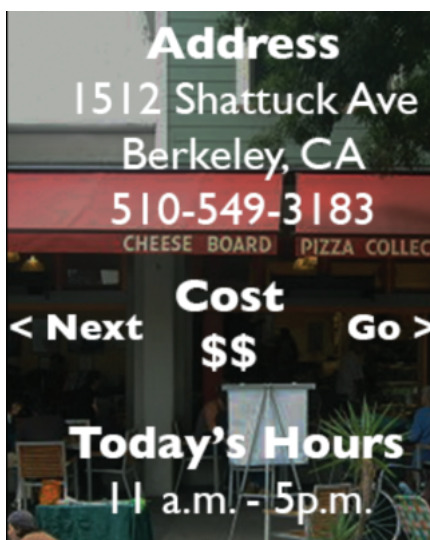 Address
1512 Shattuck Ave
Berkeley, CA
510-549-3183
CHEESE BOARD PIZZA COLLEC
Cost
< Next
Go >
$$
Today's Hours
11 a.m. - 5p.m.